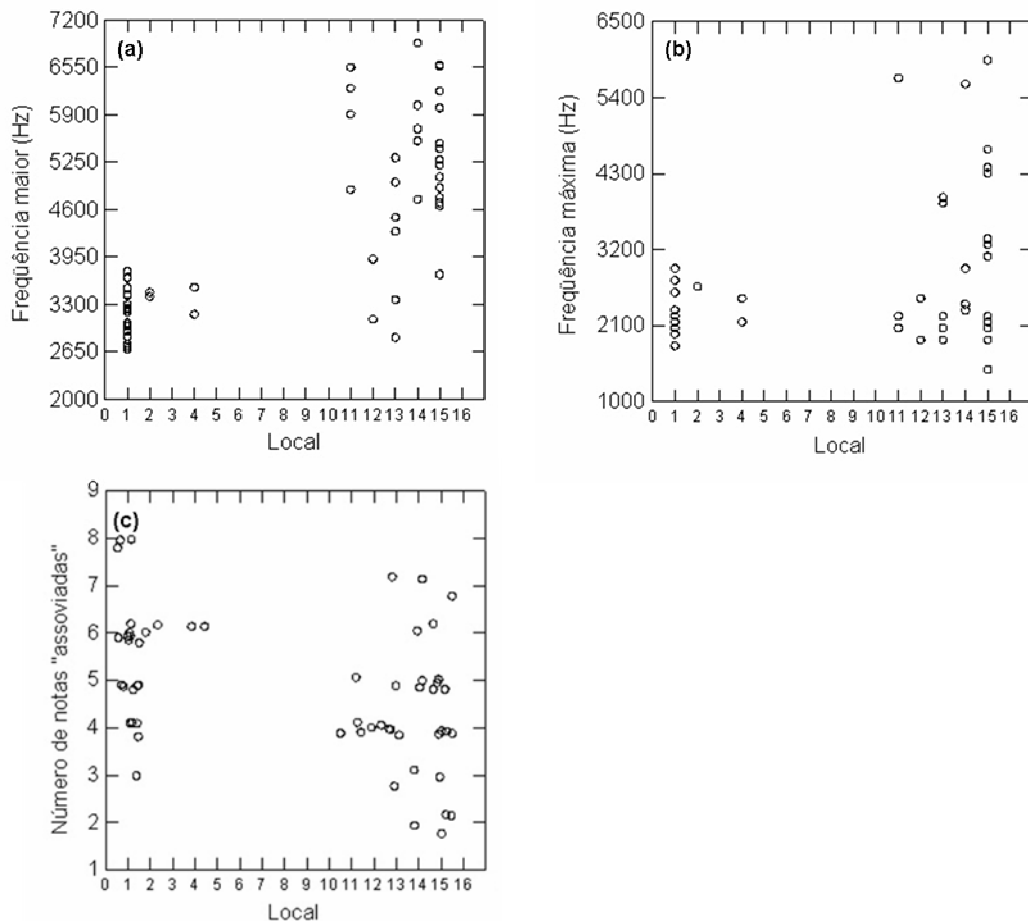 7200
(a)
6550
5900
5250
4600
3950
3300
2650
2000
Freqüência maior (Hz)
0 1 2 3 4 5 6 7 8 9 10 11 12 13 14 15 16
Local
6500
(b)
5400
4300
3200
2100
1000
Freqüência máxima (Hz)
0 1 2 3 4 5 6 7 8 9 10 11 12 13 14 15 16
Local
9
(c)
8
7
6
5
4
3
2
1
Número de notas "assoviadas"
0 1 2 3 4 5 6 7 8 9 10 11 12 13 14 15 16
Local